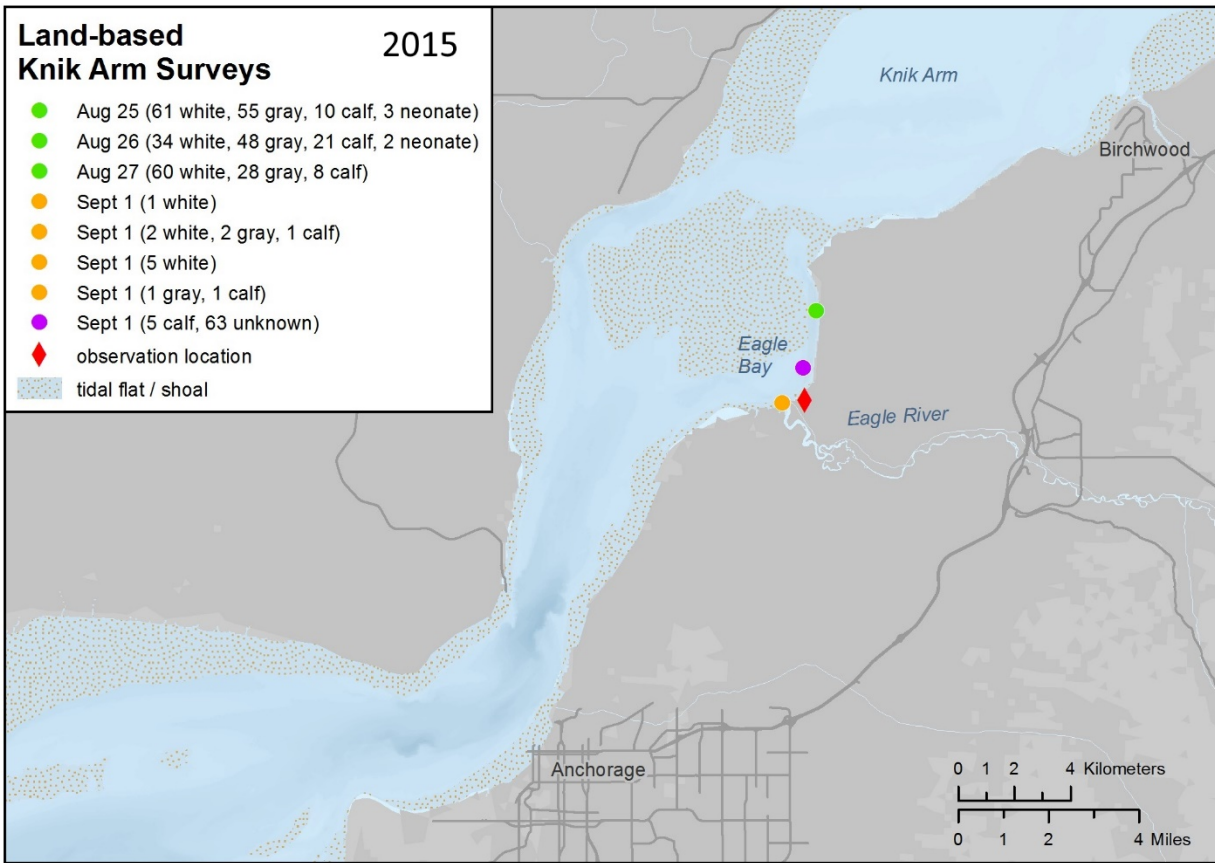 Land-based
Knik Arm Surveys
2015
Aug 25 (61 white, 55 gray, 10 calf, 3 neonate)
Aug 26 (34 white, 48 gray, 21 calf, 2 neonate)
Aug 27 (60 white, 28 gray, 8 calf)
Sept 1 (1 white)
Sept 1 (2 white, 2 gray, 1 calf)
Sept 1 (5 white)
Sept 1 (1 gray, 1 calf)
Sept 1 (5 calf, 63 unknown)
observation location
tidal flat / shoal
Knik Arm
Birchwood
Eagle
Bay
Eagle River
Anchorage
0 1 2 4 Kilometers
0 1 2 4 Miles